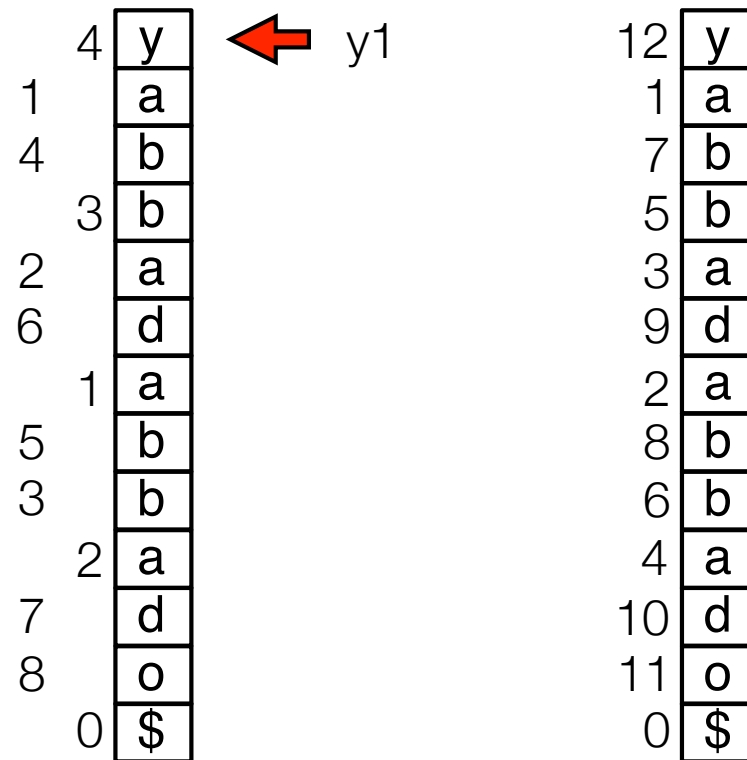 4 y y1 12 y
1 a 1 a
4 b 7 b
3 b 5 b
2 a 3 a
6 d 9 d
1 a 2 a
5 b 8 b
3 b 6 b
2 a 4 a
7 d 10 d
8 o 11 o
0 $ 0 $